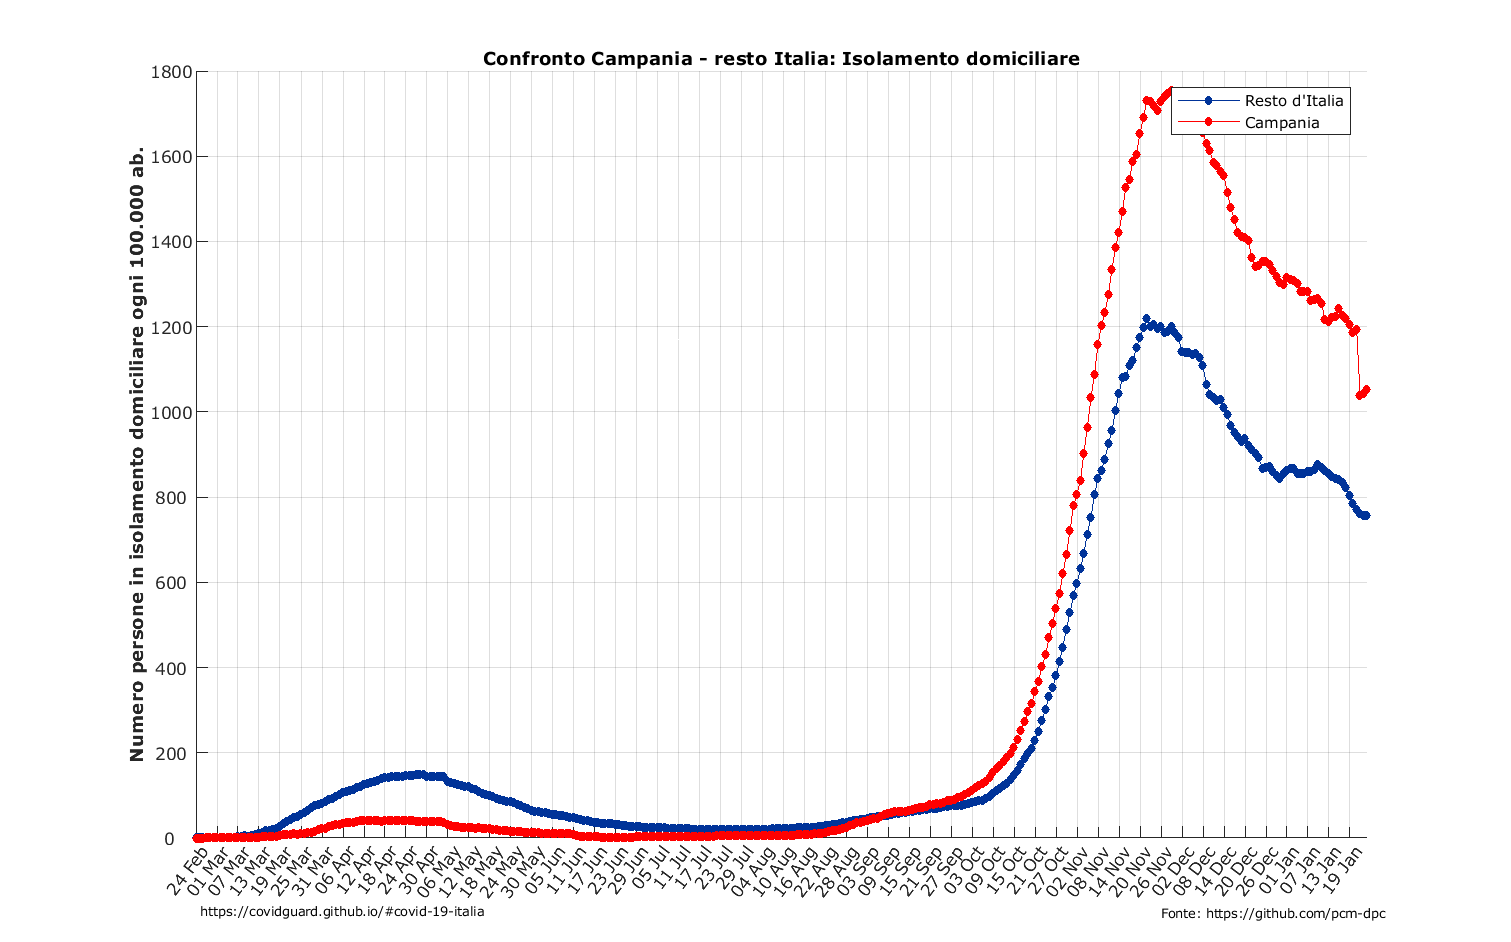 Confronto Campania - resto Italia: Isolamento domiciliare
Numero persone in isolamento domiciliare ogni 100.000 ab.
1800
1600
1400
1200
1000
800
600
400
200
0
Resto d'Italia
Campania
24 Feb
01 Mar
07 Mar
13 Mar
19 Mar
25 Mar
31 Mar
06 Apr
12 Apr
18 Apr
24 Apr
30 Apr
06 May
12 May
18 May
24 May
30 May
05 Jun
11 Jun
17 Jun
23 Jun
29 Jun
05 Jul
11 Jul
17 Jul
23 Jul
29 Jul
04 Aug
10 Aug
16 Aug
22 Aug
28 Aug
03 Sep
09 Sep
15 Sep
21 Sep
27 Sep
03 Oct
09 Oct
15 Oct
21 Oct
27 Oct
02 Nov
08 Nov
14 Nov
20 Nov
26 Nov
02 Dec
08 Dec
14 Dec
20 Dec
26 Dec
01 Jan
07 Jan
13 Jan
19 Jan
https://covidguard.github.io/#covid-19-italia
Fonte: https://github.com/pcm-dpc